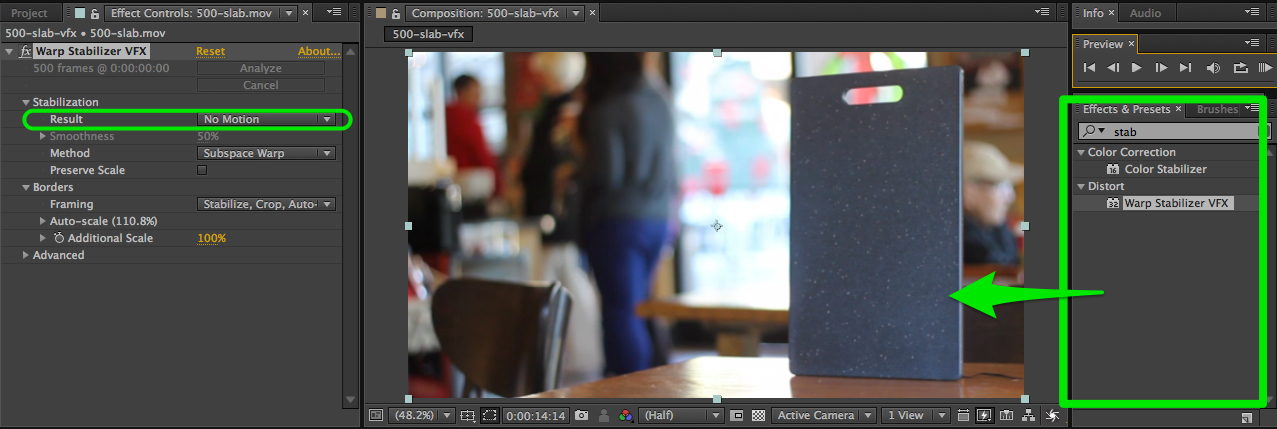 Project
Effect Controls: 500-slab.mov
500-slab-vfx • 500-slab.mov
fx Warp Stabilizer VFX Reset About...
500 frames @ 0:00:00:00 Analyze
Cancel
Stabilization
Result No Motion
Smoothness 50%
Method Subspace Warp
Preserve Scale
Borders
Framing Stabilize, Crop, Auto-
Auto-scale (110.8%)
Additional Scale 100%
Advanced
Composition: 500-slab-vfx
500-slab-vfx
(48.2%) 0:00:14:14 (Half) Active Camera 1 View
Info × Audio
Preview ×
Effects & Presets × Brushes
stab
Color Correction
16 Color Stabilizer
Distort
32 Warp Stabilizer VFX